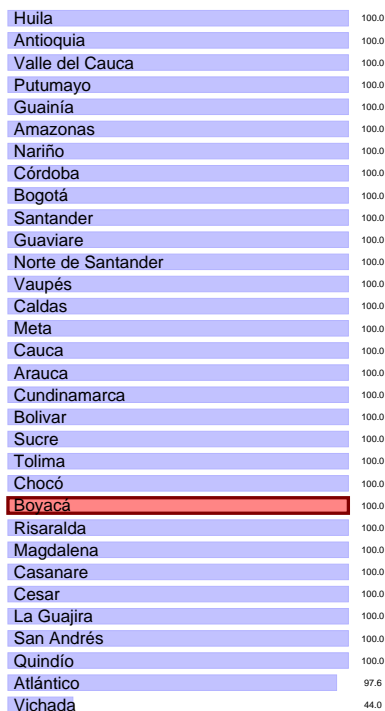 Huila 100.0
Antioquia 100.0
Valle del Cauca 100.0
Putumayo 100.0
Guainía 100.0
Amazonas 100.0
Nariño 100.0
Córdoba 100.0
Bogotá 100.0
Santander 100.0
Guaviare 100.0
Norte de Santander 100.0
Vaupés 100.0
Caldas 100.0
Meta 100.0
Cauca 100.0
Arauca 100.0
Cundinamarca 100.0
Bolivar 100.0
Sucre 100.0
Tolima 100.0
Chocó 100.0
Boyacá 100.0
Risaralda 100.0
Magdalena 100.0
Casanare 100.0
Cesar 100.0
La Guajira 100.0
San Andrés 100.0
Quindío 100.0
Atlántico 97.6
Vichada 44.0